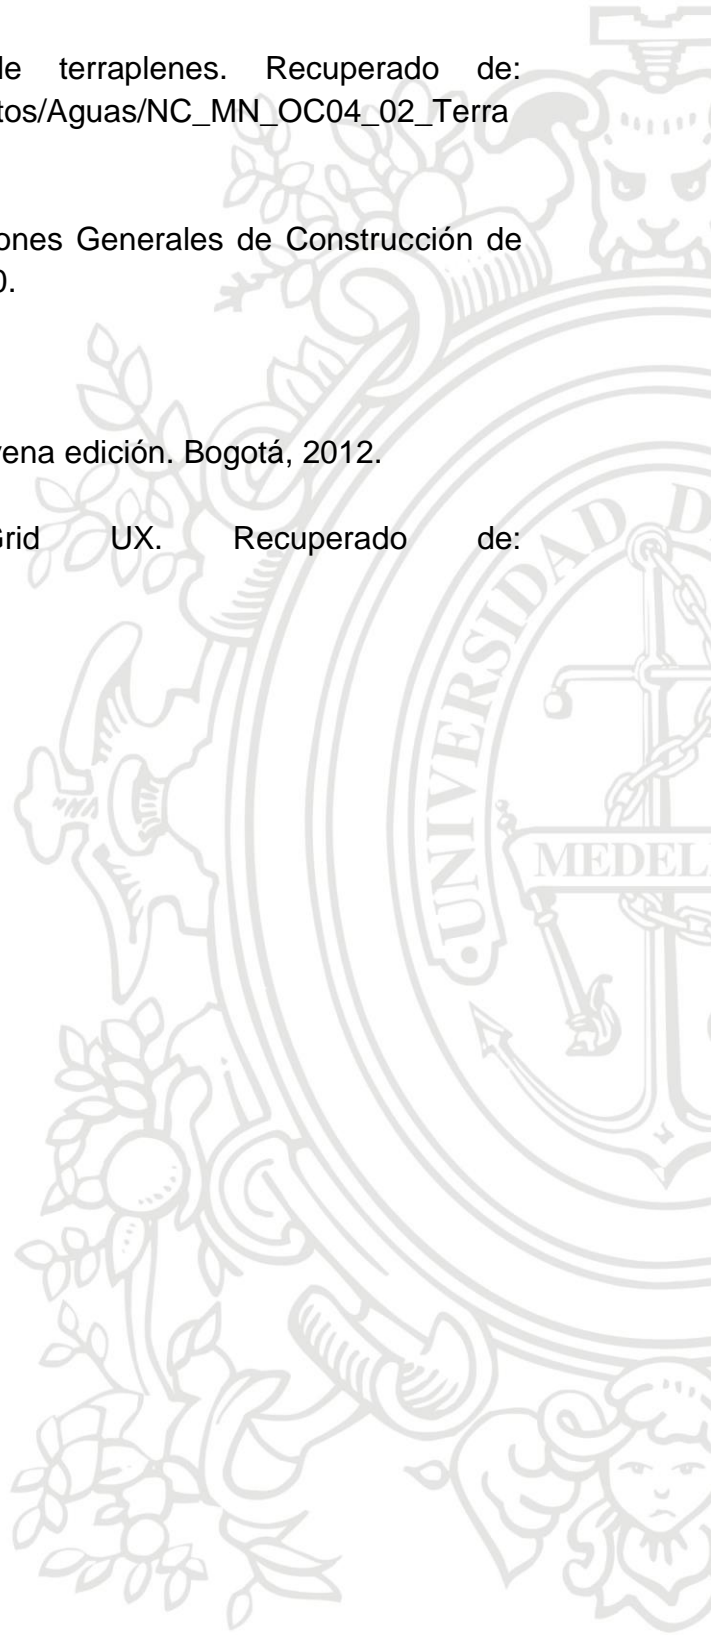 de terraplenes. Recuperado de:
tos/Aguas/NC_MN_OC04_02_Terra
ones Generales de Construcción de
0.
vena edición. Bogotá, 2012.
Grid UX. Recuperado de:
UNIVERSIDAD D
MEDEL